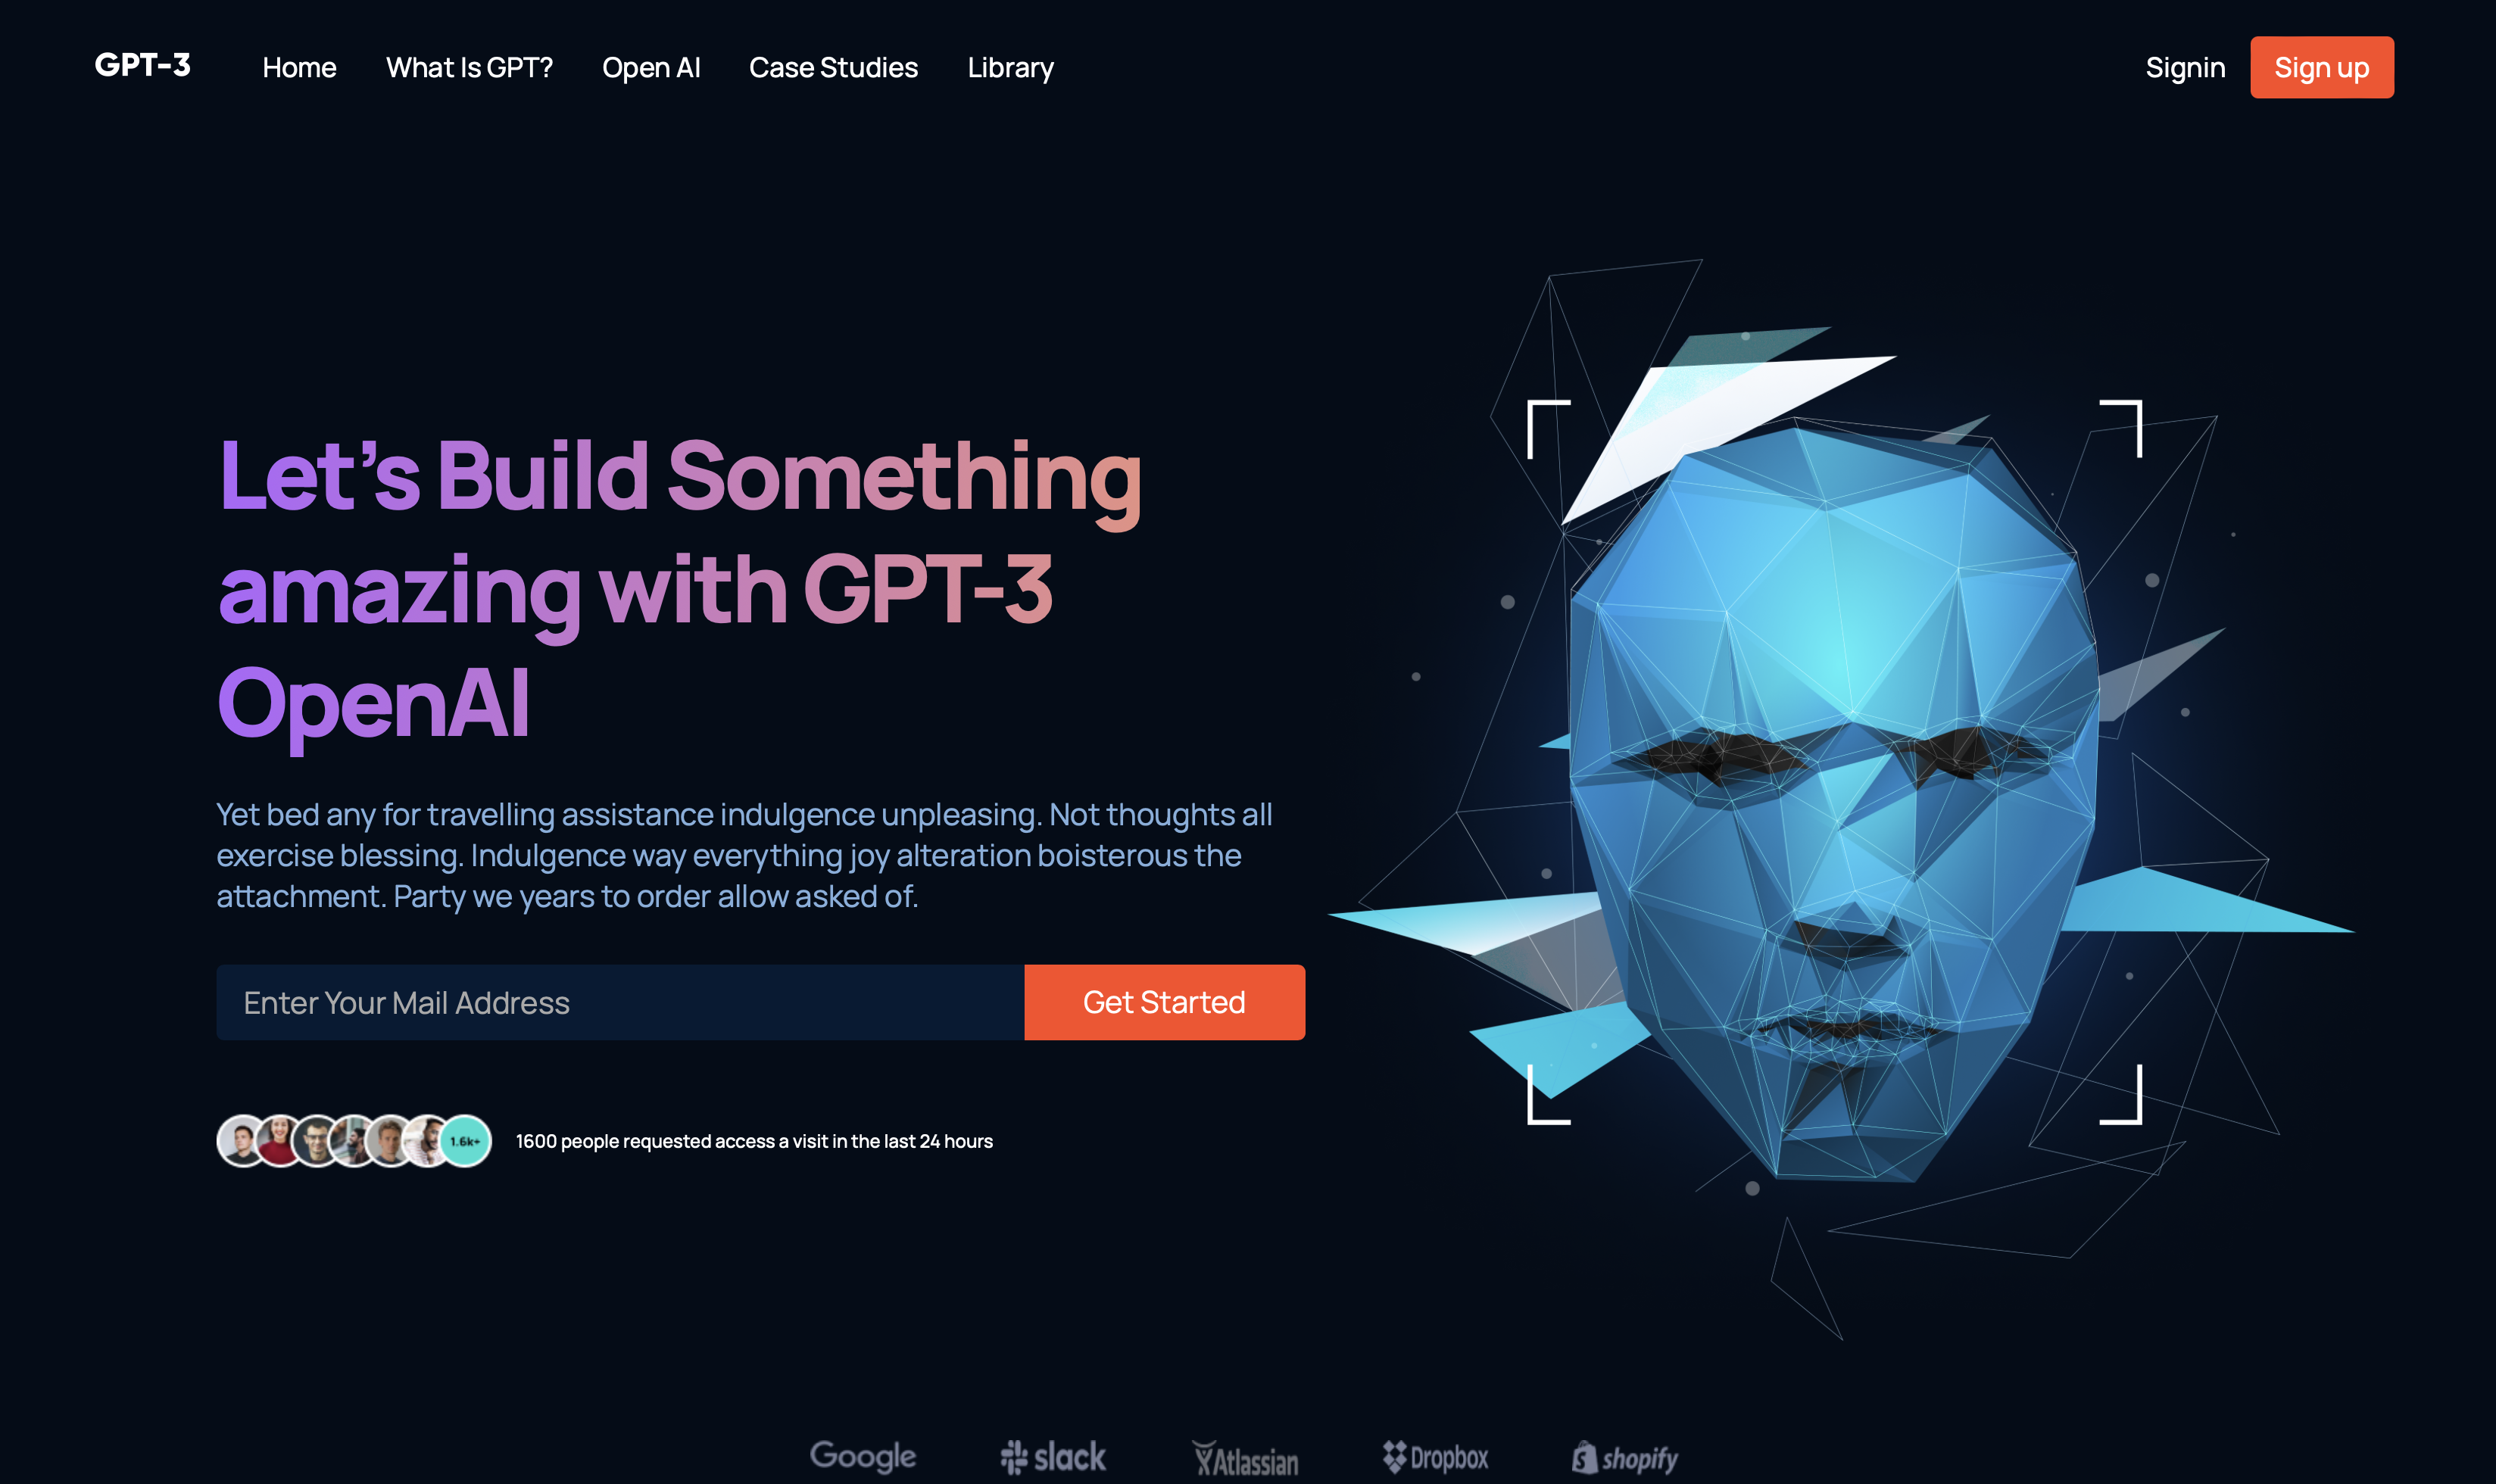 GPT-3
Home
What Is GPT?
Open AI
Case Studies
Library
Signin
Sign up
Let’s Build Something
amazing with GPT-3
OpenAI
Yet bed any for travelling assistance indulgence unpleasing. Not thoughts all
exercise blessing. Indulgence way everything joy alteration boisterous the
attachment. Party we years to order allow asked of.
Enter Your Mail Address
Get Started
1.6k+
1600 people requested access a visit in the last 24 hours
Google
slack
Atlassian
Dropbox
shopify